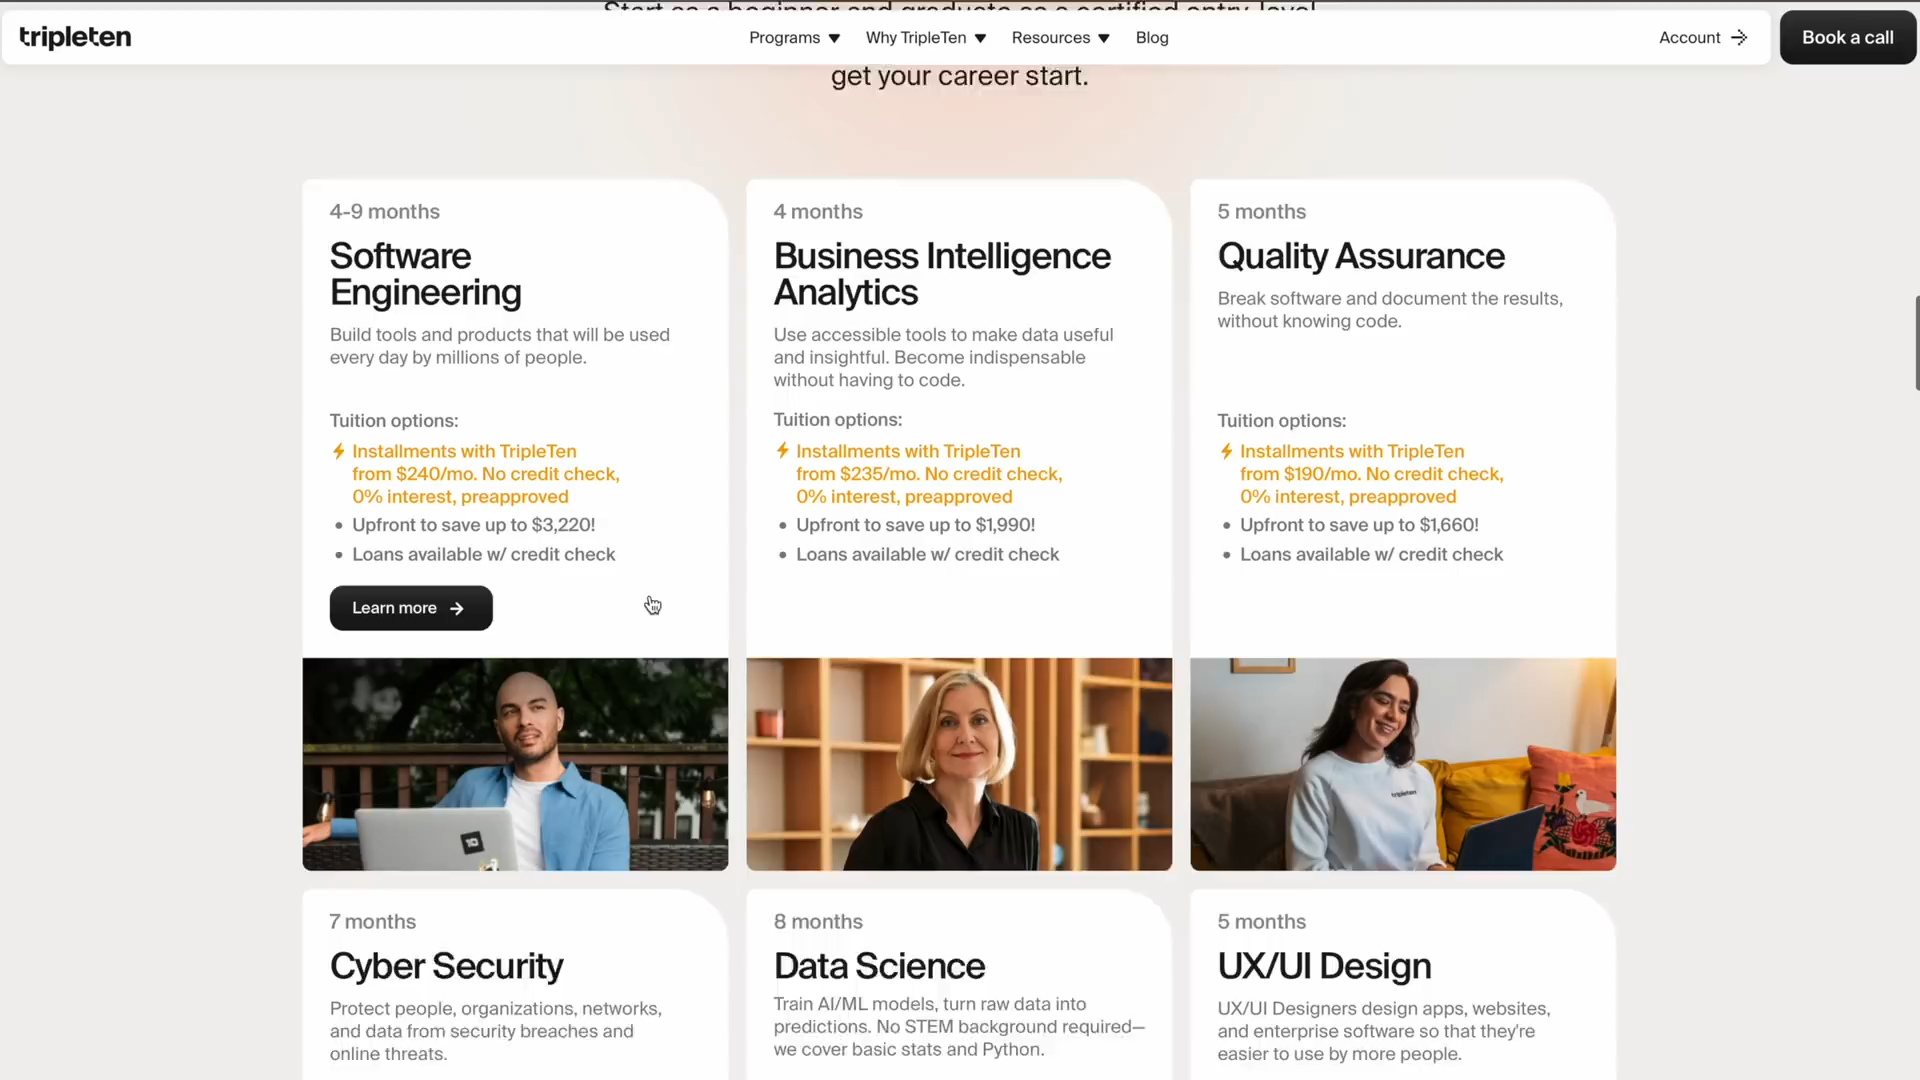 Start as a beginner and graduate as a certified entry-level
tripleten
Programs
Why TripleTen
Resources
Blog
Account
Book a call
get your career start.
4-9 months
Software
Engineering
Build tools and products that will be used
every day by millions of people.
Tuition options:
Installments with TripleTen
from $240/mo. No credit check,
0% interest, preapproved
• Upfront to save up to $3,220!
• Loans available w/ credit check
Learn more
4 months
Business Intelligence
Analytics
Use accessible tools to make data useful
and insightful. Become indispensable
without having to code.
Tuition options:
Installments with TripleTen
from $235/mo. No credit check,
0% interest, preapproved
• Upfront to save up to $1,990!
• Loans available w/ credit check
5 months
Quality Assurance
Break software and document the results,
without knowing code.
Tuition options:
Installments with TripleTen
from $190/mo. No credit check,
0% interest, preapproved
• Upfront to save up to $1,660!
• Loans available w/ credit check
10
tripleten
7 months
Cyber Security
Protect people, organizations, networks,
and data from security breaches and
online threats.
8 months
Data Science
Train AI/ML models, turn raw data into
predictions. No STEM background required—
we cover basic stats and Python.
5 months
UX/UI Design
UX/UI Designers design apps, websites,
and enterprise software so that they're
easier to use by more people.